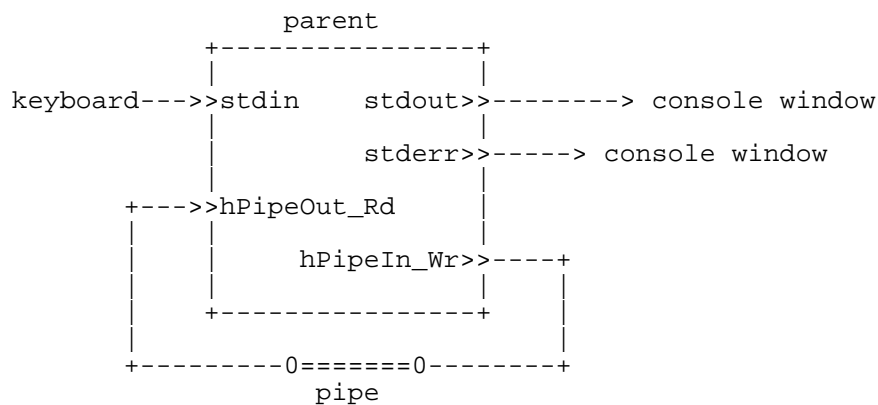 parent
keyboard--->>stdin stdout>>--------> console window
stderr>>-----> console window
+--->>hPipeOut_Rd
hPipeIn_Wr>>----+
+---------0=======0--------+
pipe